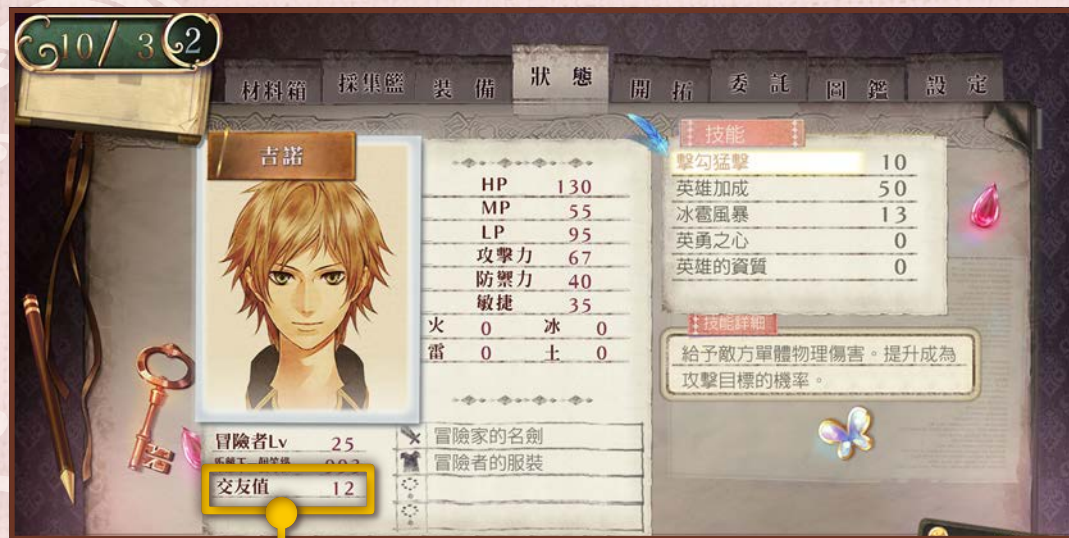 10/ 3 2
材料箱 採集籃 裝備 狀態 開拓 委託 圖鑑 設定
吉諾
HP 130
MP 55
LP 95
攻擊力 67
防禦力 40
敏捷 35
火 0 冰 0
雷 0 土 0
冒險者Lv 25
交友值 12
冒險家的名劍
冒險者的服裝
技能
擊勾猛擊 10
英雄加成 50
冰雹風暴 13
英勇之心 0
英雄的資質 0
技能詳細
給予敵方單體物理傷害。提升成為
攻擊目標的機率。